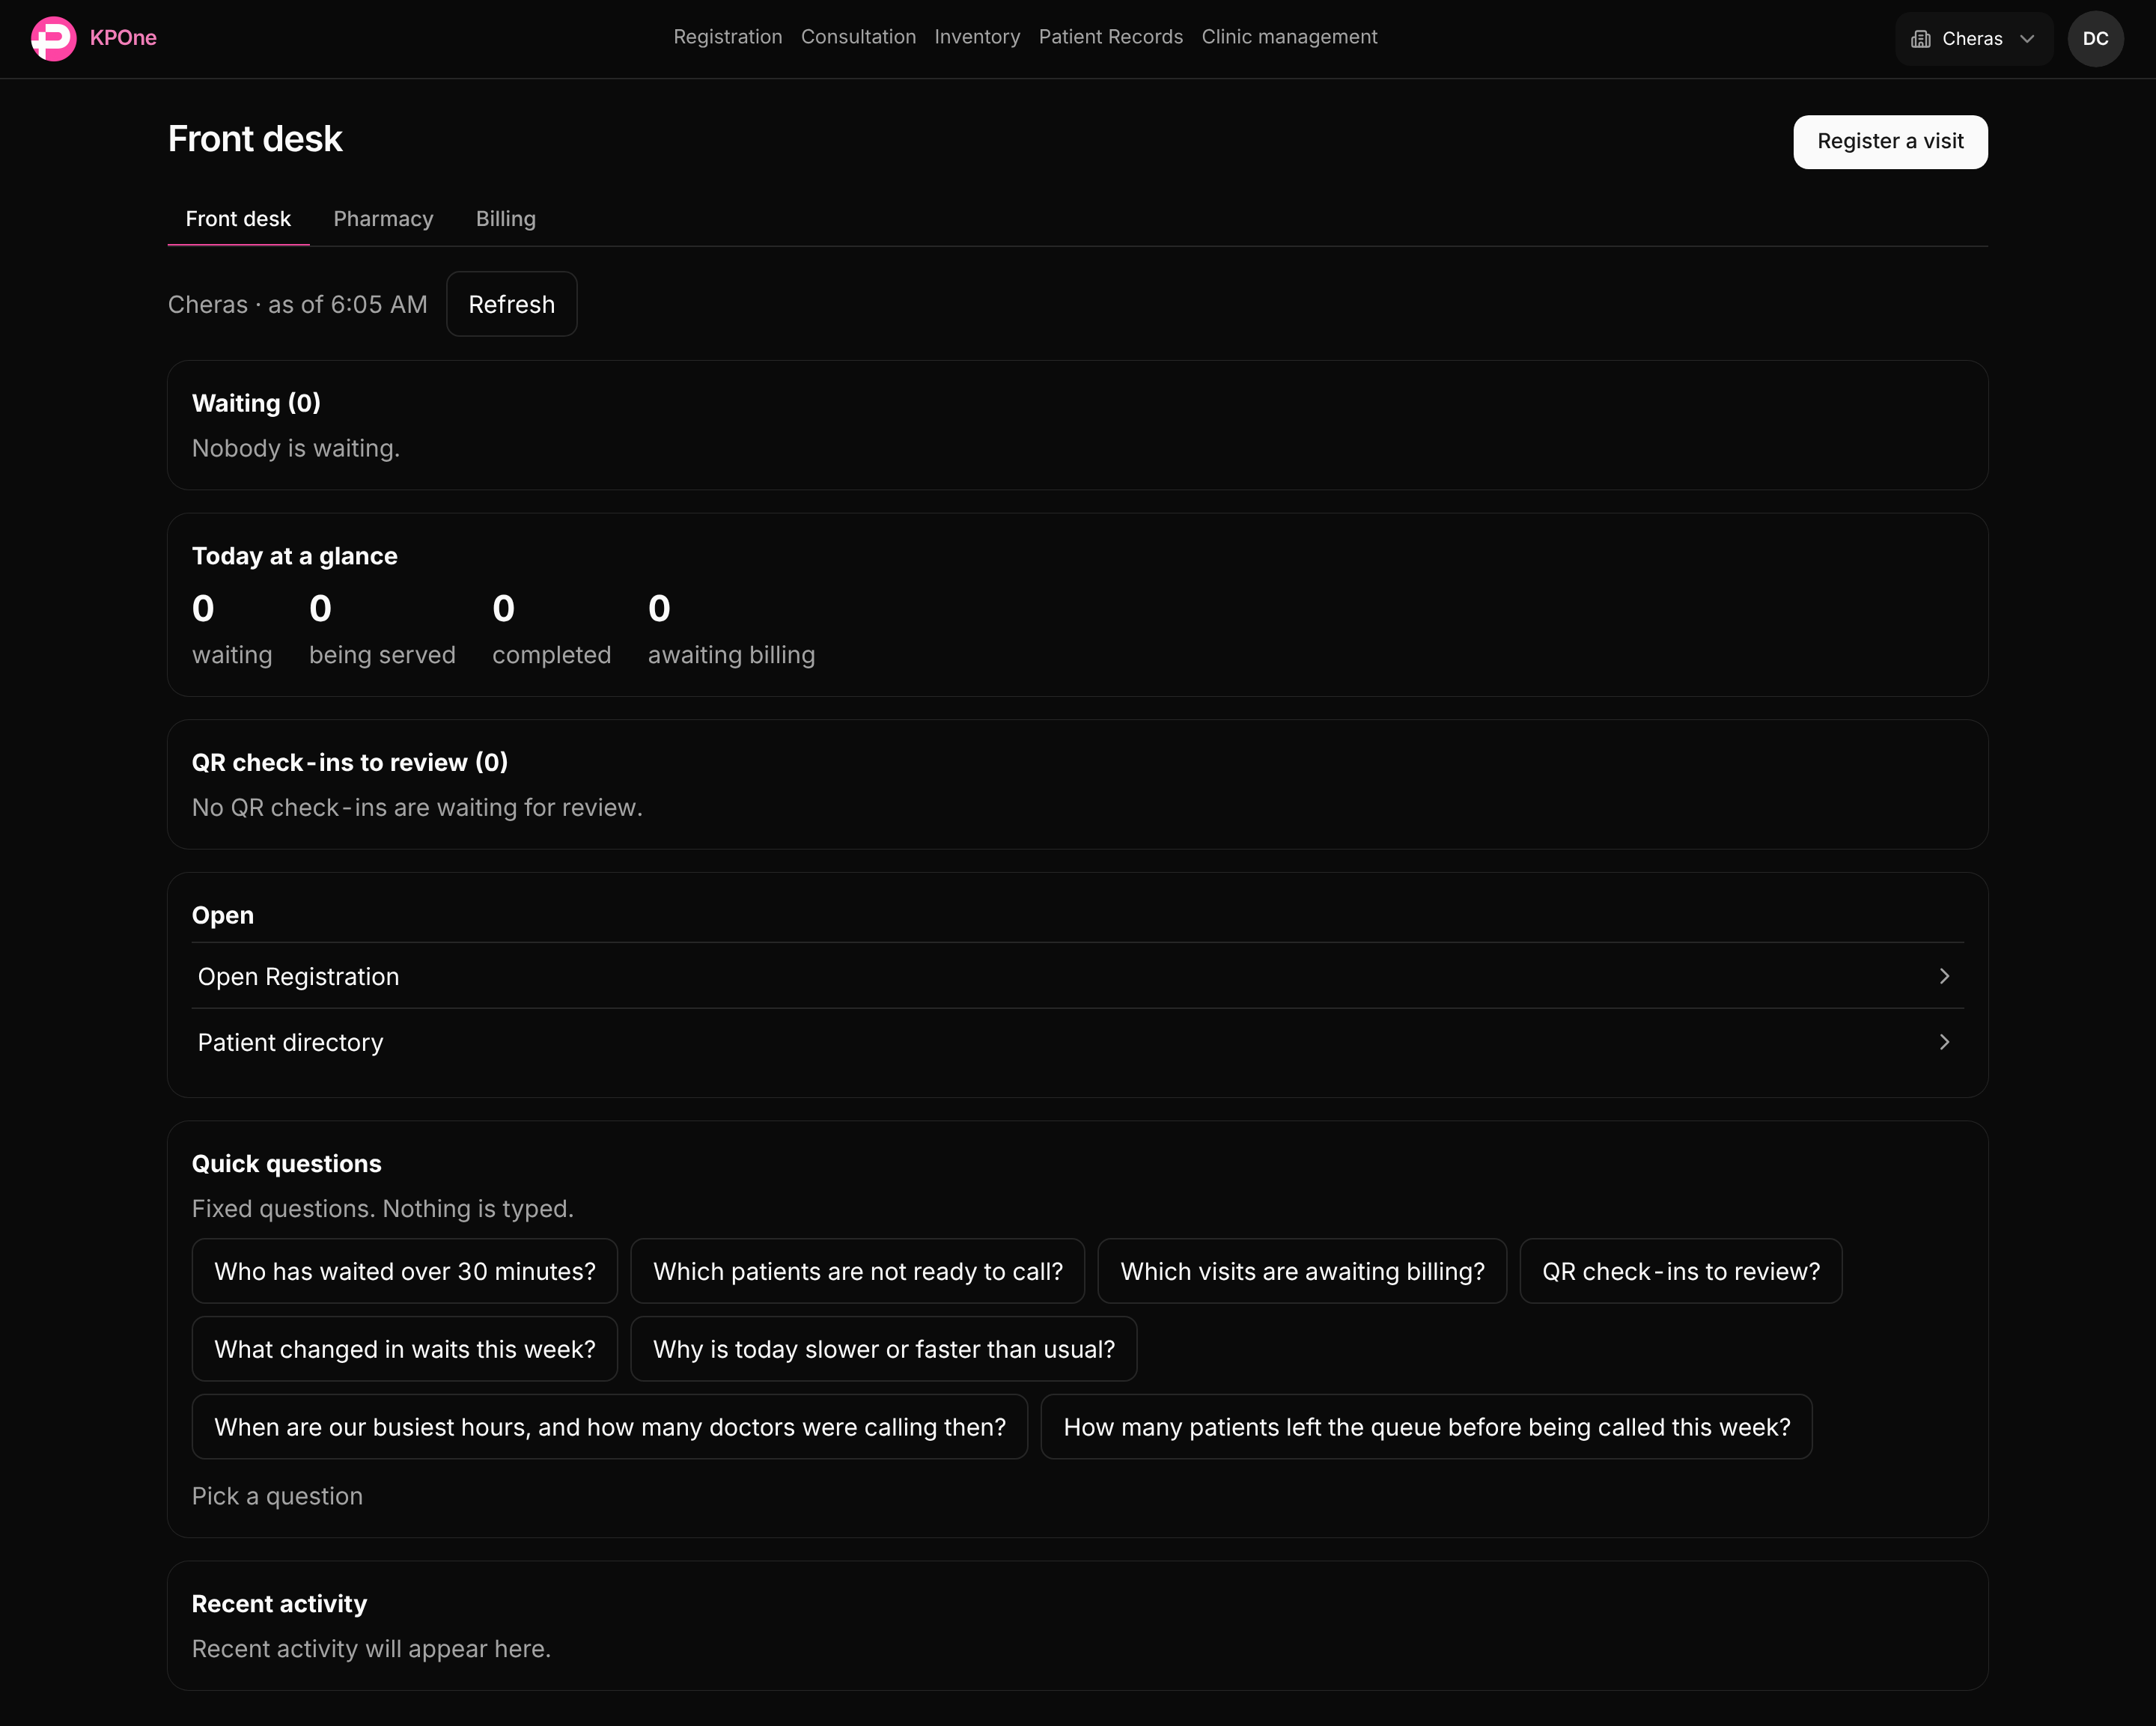 KPOne
Registration Consultation Inventory Patient Records Clinic management
Cheras
DC
Front desk
Register a visit
Front desk Pharmacy Billing
Cheras · as of 6:05 AM
Refresh
Waiting (0)
Nobody is waiting.
Today at a glance
0 0 0 0
waiting being served completed awaiting billing
QR check-ins to review (0)
No QR check-ins are waiting for review.
Open
Open Registration
Patient directory
Quick questions
Fixed questions. Nothing is typed.
Who has waited over 30 minutes? Which patients are not ready to call? Which visits are awaiting billing? QR check-ins to review?
What changed in waits this week? Why is today slower or faster than usual?
When are our busiest hours, and how many doctors were calling then? How many patients left the queue before being called this week?
Pick a question
Recent activity
Recent activity will appear here.